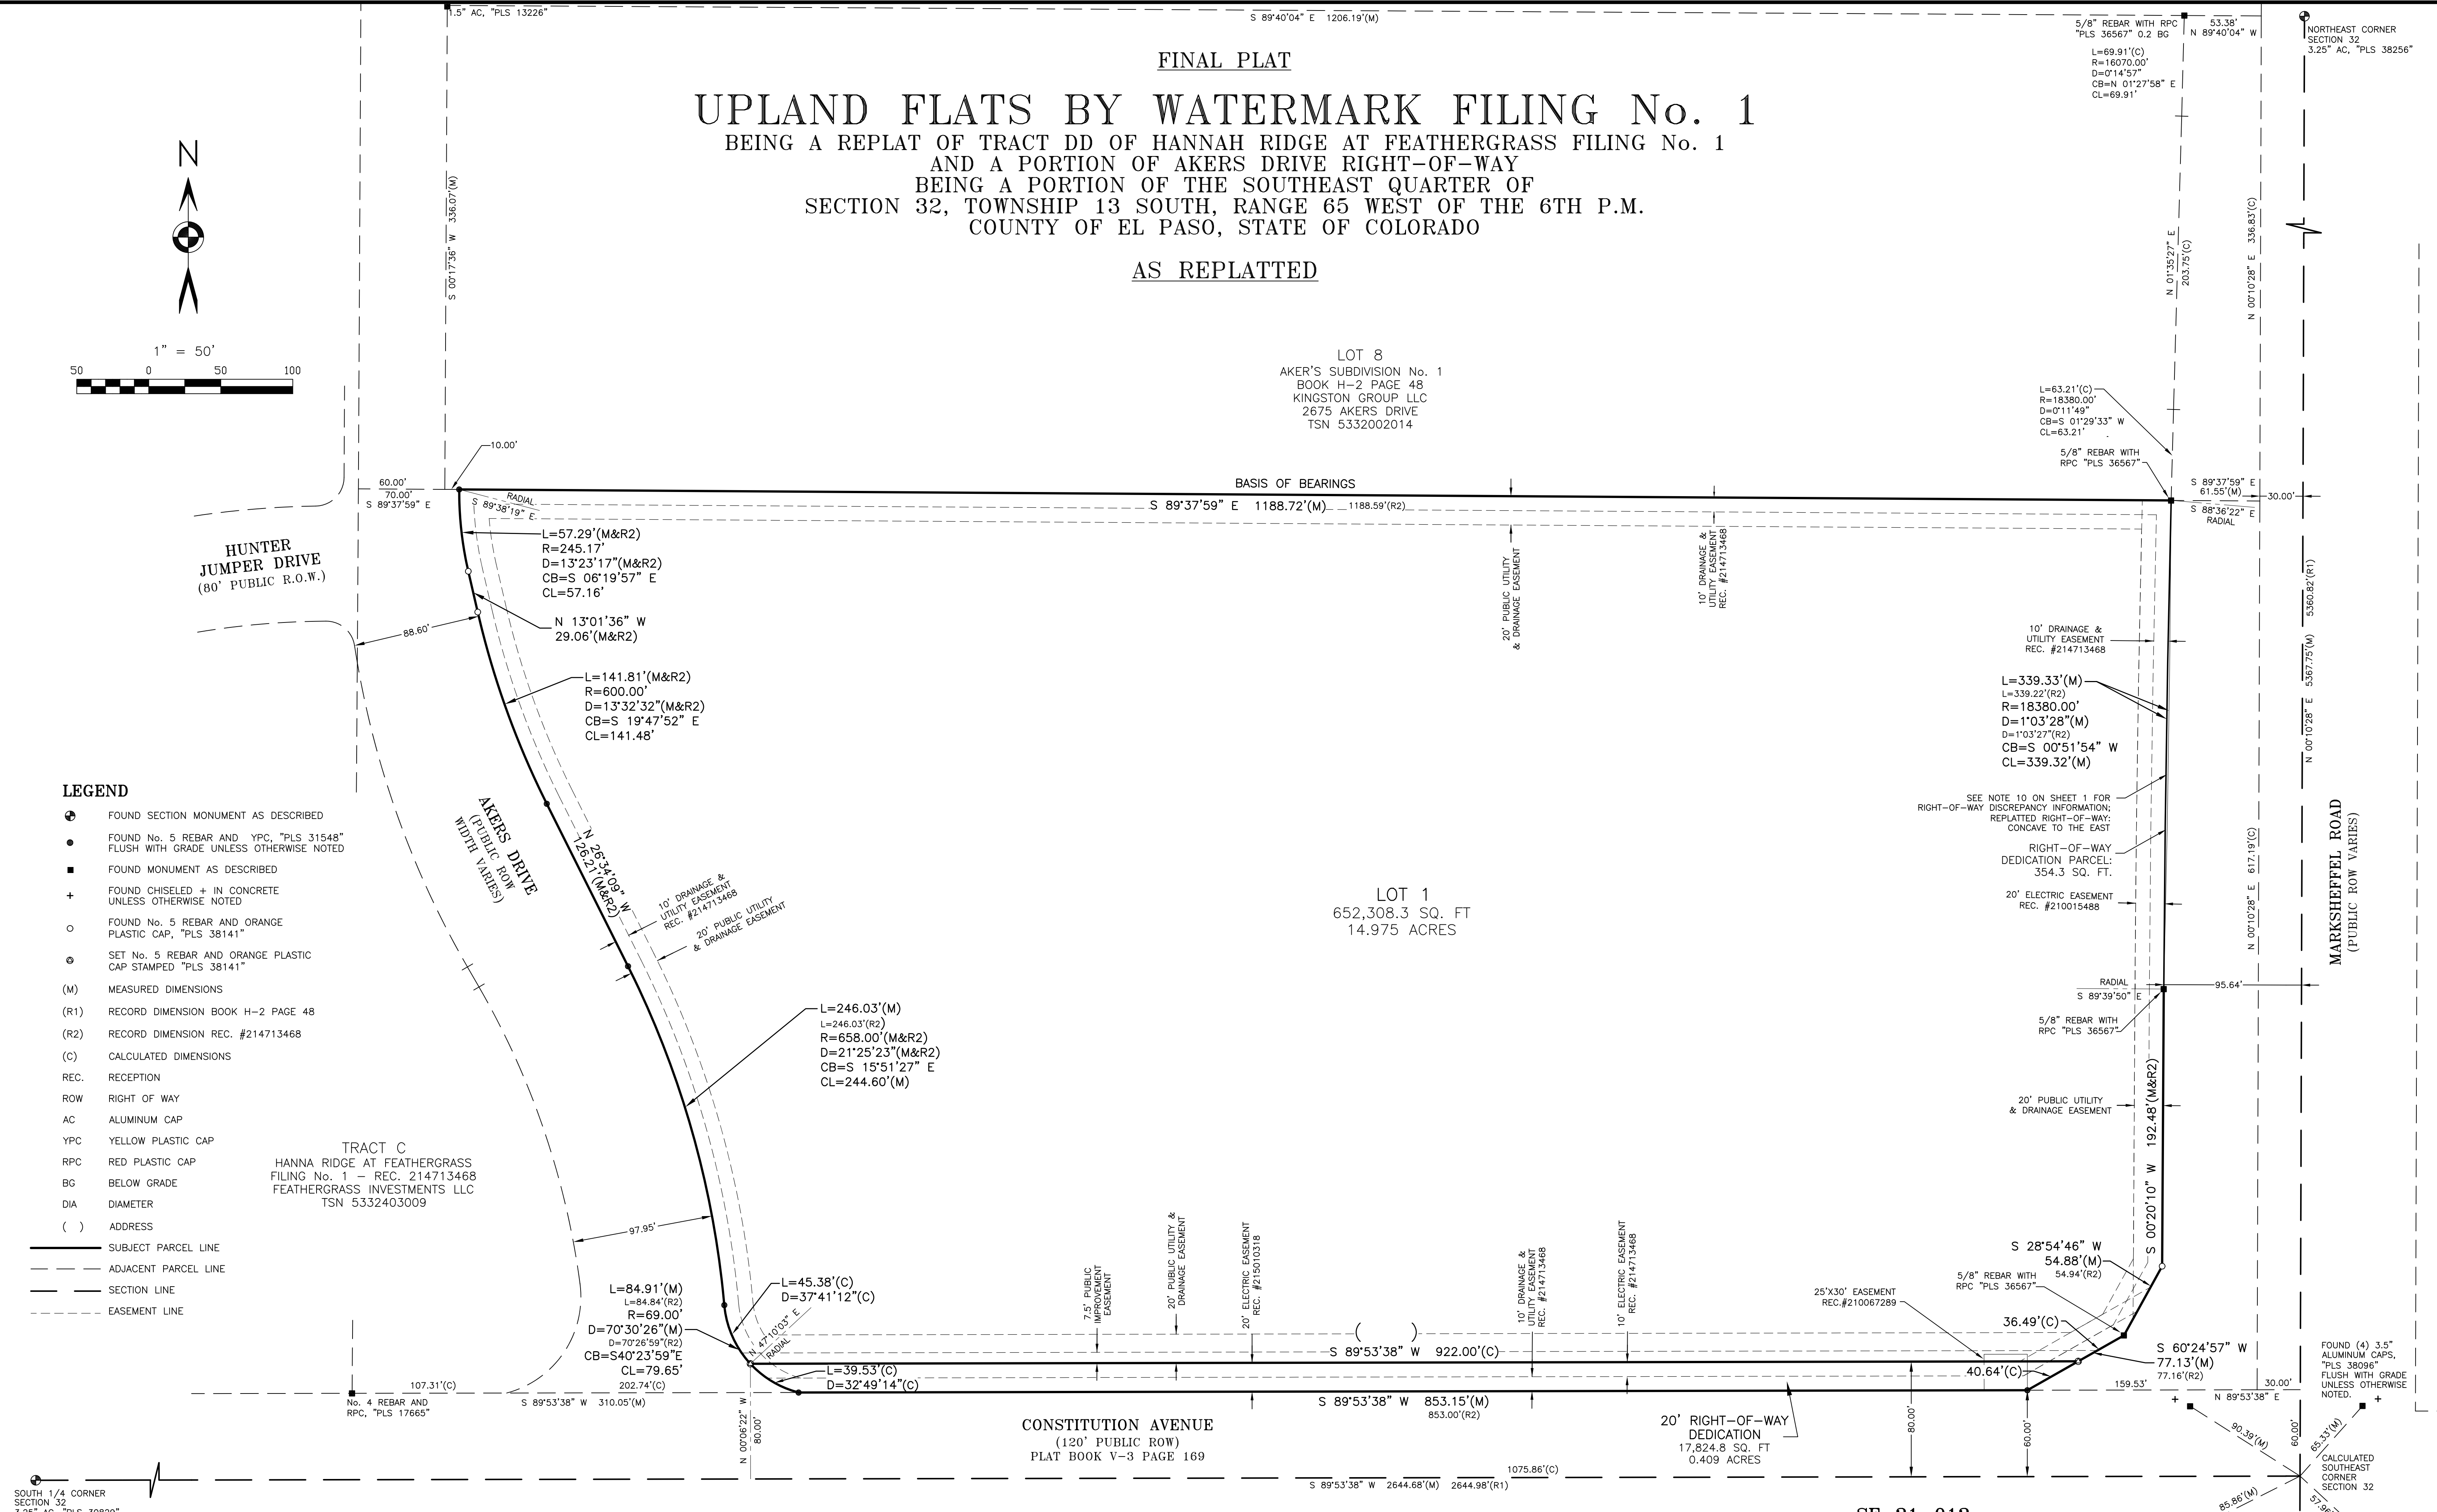 1.5" AC, "PLS 13226"
S 89°40'04" E 1206.19'(M)
5/8" REBAR WITH RPC
"PLS 36567" 0.2 BG
53.38'
N 89°40'04" W
NORTHEAST CORNER
SECTION 32
3.25" AC, "PLS 38256"
L=69.91'(C)
R=16070.00'
D=0°14'57"
CB=N 01°27'58" E
CL=69.91'
FINAL PLAT
UPLAND FLATS BY WATERMARK FILING No. 1
BEING A REPLAT OF TRACT DD OF HANNAH RIDGE AT FEATHERGRASS FILING No. 1
AND A PORTION OF AKERS DRIVE RIGHT-OF-WAY
BEING A PORTION OF THE SOUTHEAST QUARTER OF
SECTION 32, TOWNSHIP 13 SOUTH, RANGE 65 WEST OF THE 6TH P.M.
COUNTY OF EL PASO, STATE OF COLORADO
AS REPLATTED
N
1" = 50'
50 0 50 100
S 00°17'36" W 336.07'(M)
N 01°35'27" E
203.75'(C)
N 00°10'28" E 336.83'(C)
LOT 8
AKER'S SUBDIVISION No. 1
BOOK H-2 PAGE 48
KINGSTON GROUP LLC
2675 AKERS DRIVE
TSN 5332002014
L=63.21'(C)
R=18380.00'
D=0°11'49"
CB=S 01°29'33" W
CL=63.21'
5/8" REBAR WITH
RPC "PLS 36567"
10.00'
60.00'
70.00'
S 89°37'59" E
RADIAL
S 89°38'19" E
BASIS OF BEARINGS
S 89°37'59" E 1188.72'(M) 1188.59'(R2)
S 89°37'59" E
61.55'(M)
30.00'
S 88°36'22" E
RADIAL
HUNTER
JUMPER DRIVE
(80' PUBLIC R.O.W.)
L=57.29'(M&R2)
R=245.17'
D=13°23'17"(M&R2)
CB=S 06°19'57" E
CL=57.16'
N 13°01'36" W
29.06'(M&R2)
88.60'
L=141.81'(M&R2)
R=600.00'
D=13°32'32"(M&R2)
CB=S 19°47'52" E
CL=141.48'
20' PUBLIC UTILITY
& DRAINAGE EASEMENT
10' DRAINAGE &
UTILITY EASEMENT
REC. #214713468
10' DRAINAGE &
UTILITY EASEMENT
REC. #214713468
L=339.33'(M)
L=339.22'(R2)
R=18380.00'
D=1°03'28"(M)
D=1°03'27"(R2)
CB=S 00°51'54" W
CL=339.32'(M)
N 00°10'28" E 5367.75'(M) 5360.82'(R1)
SEE NOTE 10 ON SHEET 1 FOR
RIGHT-OF-WAY DISCREPANCY INFORMATION;
REPLATTED RIGHT-OF-WAY:
CONCAVE TO THE EAST
RIGHT-OF-WAY
DEDICATION PARCEL:
354.3 SQ. FT.
20' ELECTRIC EASEMENT
REC. #210015488
N 00°10'28" E 617.19'(C)
MARKSHEFFEL ROAD
(PUBLIC ROW VARIES)
LEGEND
FOUND SECTION MONUMENT AS DESCRIBED
FOUND No. 5 REBAR AND YPC, "PLS 31548"
FLUSH WITH GRADE UNLESS OTHERWISE NOTED
FOUND MONUMENT AS DESCRIBED
FOUND CHISELED + IN CONCRETE
UNLESS OTHERWISE NOTED
FOUND No. 5 REBAR AND ORANGE
PLASTIC CAP, "PLS 38141"
SET No. 5 REBAR AND ORANGE PLASTIC
CAP STAMPED "PLS 38141"
(M) MEASURED DIMENSIONS
(R1) RECORD DIMENSION BOOK H-2 PAGE 48
(R2) RECORD DIMENSION REC. #214713468
(C) CALCULATED DIMENSIONS
REC. RECEPTION
ROW RIGHT OF WAY
AC ALUMINUM CAP
YPC YELLOW PLASTIC CAP
RPC RED PLASTIC CAP
BG BELOW GRADE
DIA DIAMETER
( ) ADDRESS
SUBJECT PARCEL LINE
ADJACENT PARCEL LINE
SECTION LINE
EASEMENT LINE
AKERS DRIVE
(PUBLIC ROW
WIDTH VARIES)
N 26°34'09" W
126.21'(M&R2)
10' DRAINAGE &
UTILITY EASEMENT
REC. #214713468
20' PUBLIC UTILITY
& DRAINAGE EASEMENT
LOT 1
652,308.3 SQ. FT
14.975 ACRES
RADIAL
S 89°39'50" E
95.64'
5/8" REBAR WITH
RPC "PLS 36567"
L=246.03'(M)
L=246.03'(R2)
R=658.00'(M&R2)
D=21°25'23"(M&R2)
CB=S 15°51'27" E
CL=244.60'(M)
20' PUBLIC UTILITY
& DRAINAGE EASEMENT
S 00°20'10" W 192.48'(M&R2)
TRACT C
HANNA RIDGE AT FEATHERGRASS
FILING No. 1 - REC. 214713468
FEATHERGRASS INVESTMENTS LLC
TSN 5332403009
97.95'
L=84.91'(M)
L=84.84'(R2)
R=69.00'
D=70°30'26"(M)
D=70°26'59"(R2)
CB=S40°23'59"E
CL=79.65'
L=45.38'(C)
D=37°41'12"(C)
N 47°10'03" E
RADIAL
L=39.53'(C)
D=32°49'14"(C)
7.5' PUBLIC
IMPROVEMENT
EASEMENT
20' PUBLIC UTILITY &
DRAINAGE EASEMENT
20' ELECTRIC EASEMENT
REC. #215010318
10' DRAINAGE &
UTILITY EASEMENT
REC. #214713468
10' ELECTRIC EASEMENT
REC. #214713468
( )
S 89°53'38" W 922.00'(C)
25'X30' EASEMENT
REC.#210067289
S 28°54'46" W
54.88'(M)
54.94'(R2)
5/8" REBAR WITH
RPC "PLS 36567"
36.49'(C)
40.64'(C)
S 60°24'57" W
77.13'(M)
77.16'(R2)
FOUND (4) 3.5"
ALUMINUM CAPS,
"PLS 38096"
FLUSH WITH GRADE
UNLESS OTHERWISE
NOTED.
107.31'(C)
202.74'(C)
No. 4 REBAR AND
RPC, "PLS 17665"
S 89°53'38" W 310.05'(M)
N 00°06'22" W
80.00'
S 89°53'38" W 853.15'(M)
853.00'(R2)
159.53'
30.00'
N 89°53'38" E
CONSTITUTION AVENUE
(120' PUBLIC ROW)
PLAT BOOK V-3 PAGE 169
20' RIGHT-OF-WAY
DEDICATION
17,824.8 SQ. FT
0.409 ACRES
80.00'
60.00'
60.00'
90.39'(M)
65.33'(M)
CALCULATED
SOUTHEAST
CORNER
SECTION 32
1075.86'(C)
S 89°53'38" W 2644.68'(M) 2644.98'(R1)
SOUTH 1/4 CORNER
SECTION 32
85.86'(M)